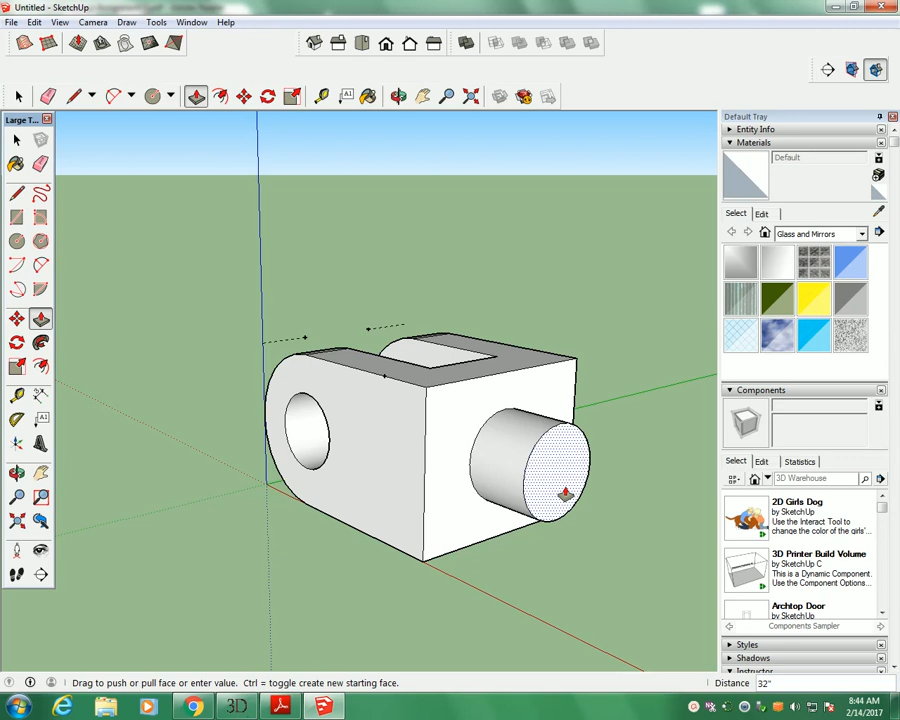 Untitled - SketchUp
File Edit View Camera Draw Tools Window Help
Large T...
Default Tray
Entity Info
Materials
Default
Select Edit
Glass and Mirrors
Components
Select Edit Statistics
3D Warehouse
2D Girls Dog
by SketchUp
Use the Interact Tool to
change the color of the girls'...
3D Printer Build Volume
by SketchUp C
This is a Dynamic Component.
Use the Component Options...
Archtop Door
by SketchUp
Components Sampler
Styles
Shadows
Instructor
Drag to push or pull face or enter value. Ctrl = toggle create new starting face.
Distance 32"
8:44 AM
2/14/2017